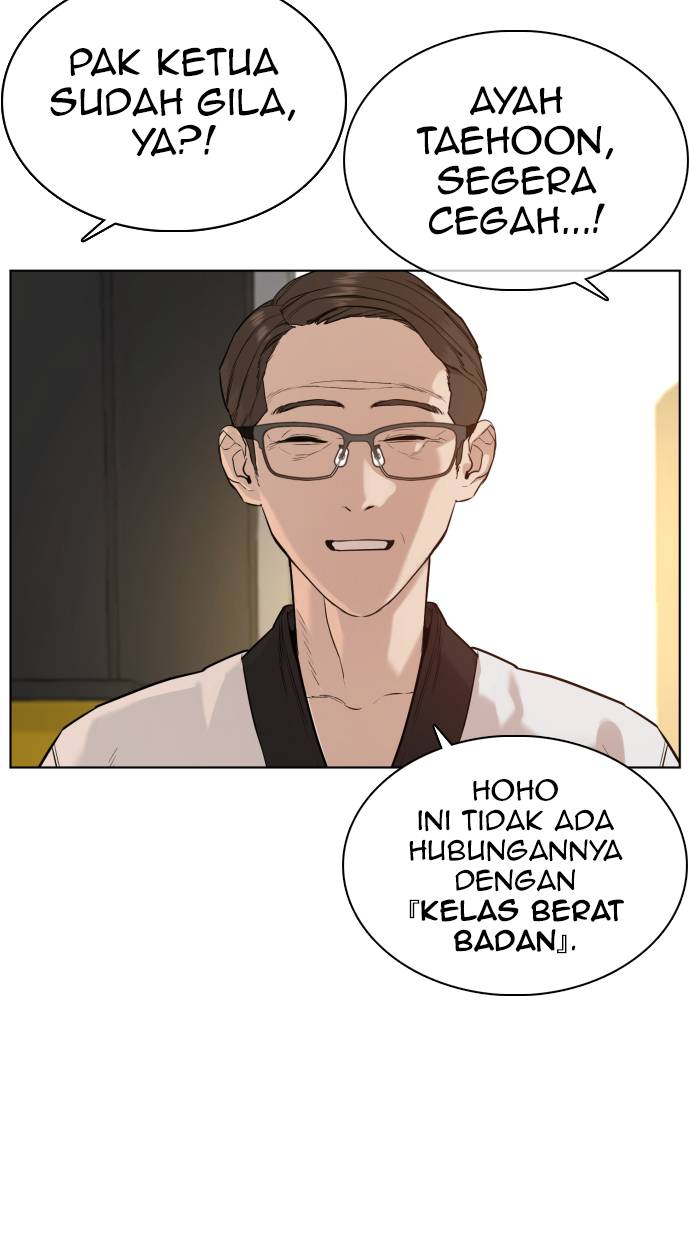 PAK KETUA
SUDAH GILA,
YA?!
AYAH
TAEHOON,
SEGERA
CEGAH...!
HOHO
INI TIDAK ADA
HUBUNGANNYA
DENGAN
『KELAS BERAT
BADAN』.